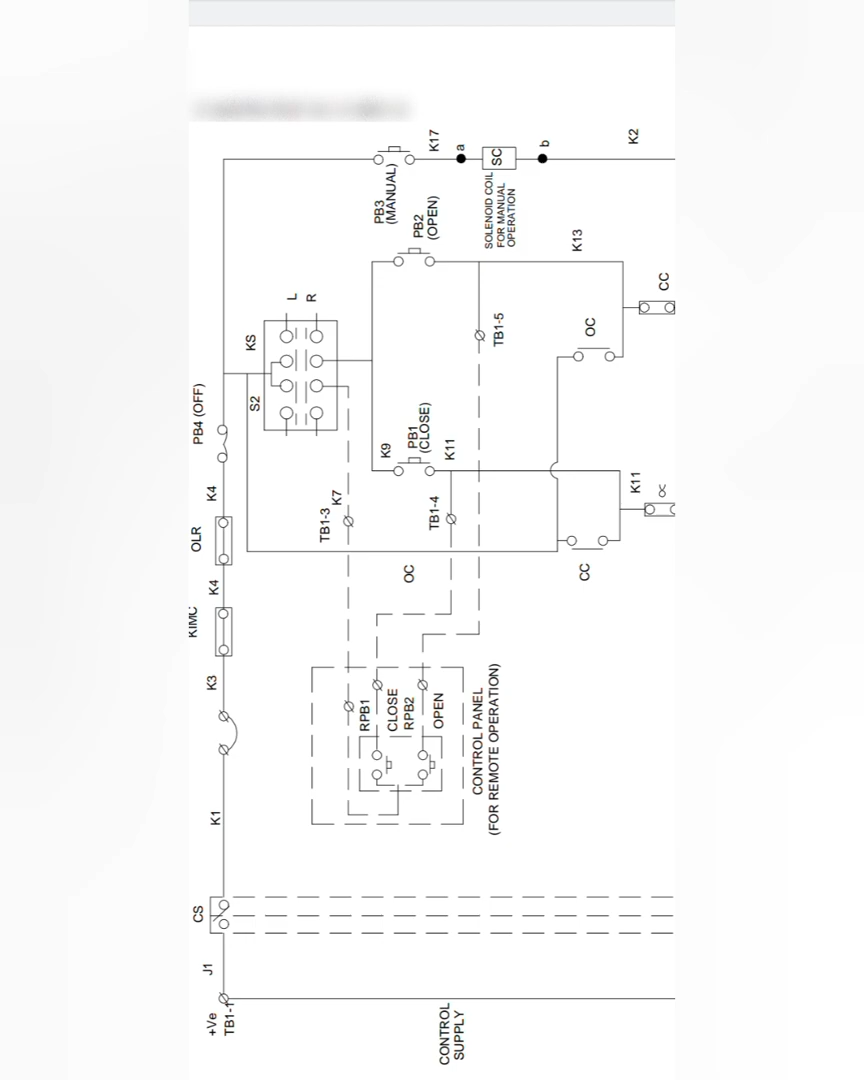 K17
a
SC
b
K2
PB3
(MANUAL)
PB2
(OPEN)
SOLENOID COIL
FOR MANUAL
OPERATION
K13
CC
L
R
KS
S2
TB1-5
OC
PB4 (OFF)
K9
PB1
(CLOSE)
K11
K11
K4
OLR
TB1-3
K7
TB1-4
CC
K4
OC
K3
RPB1
CLOSE
RPB2
OPEN
CONTROL PANEL
(FOR REMOTE OPERATION)
K1
CS
J1
+Ve
TB1-1
CONTROL
SUPPLY